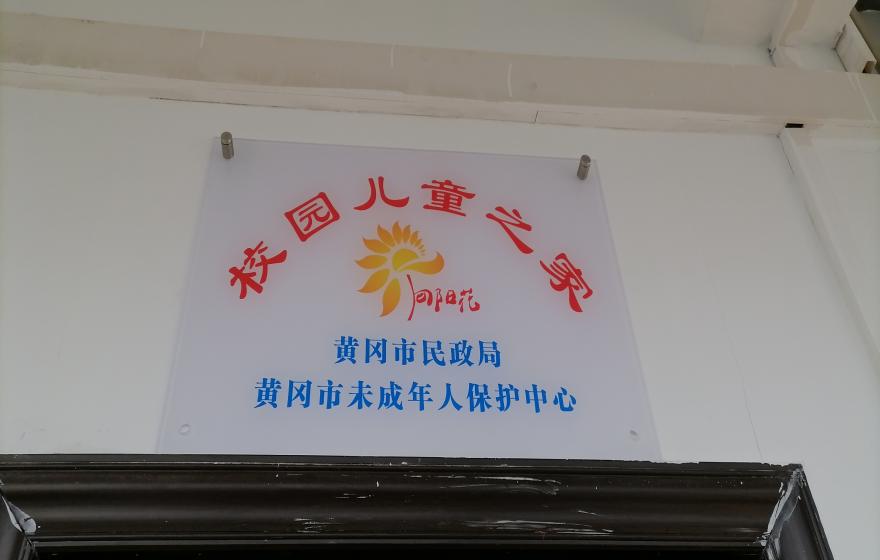 校园儿童之家
向阳花
黄冈市民政局
黄冈市未成年人保护中心